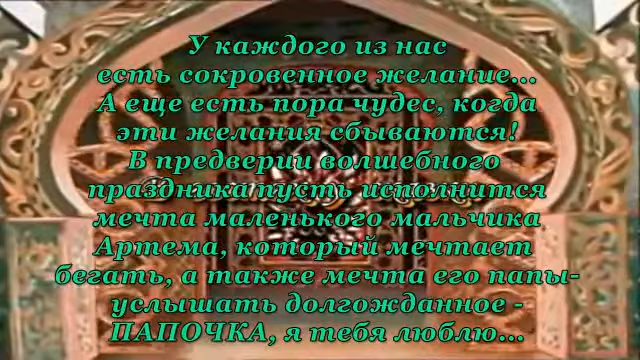 У каждого из нас
есть сокровенное желание...
А еще есть пора чудес, когда
эти желания сбываются!
В предверии волшебного
праздника пусть исполнится
мечта маленького мальчика
Артема, который мечтает
бегать, а также мечта его папы-
услышать долгожданное -
ПАПОЧКА, я тебя люблю...